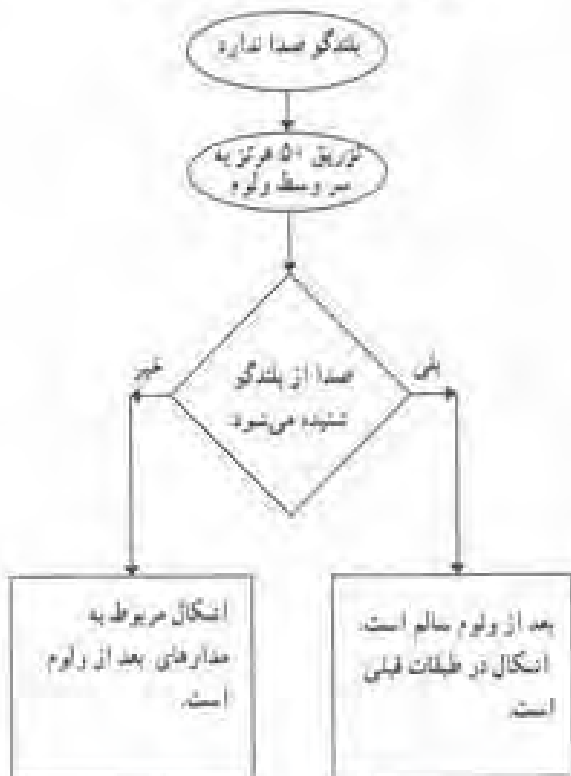 بلندگو صدا ندارد
تزریق ۵۰ هرتز به
سر وسط ولوم
صدا از بلندگو
شنیده می‌شود.
بلی
خیر
بعد از ولوم سالم است.
اشکال در طبقات قبلی
است.
اشکال مربوط به
مدارهای بعد از ولوم
است.